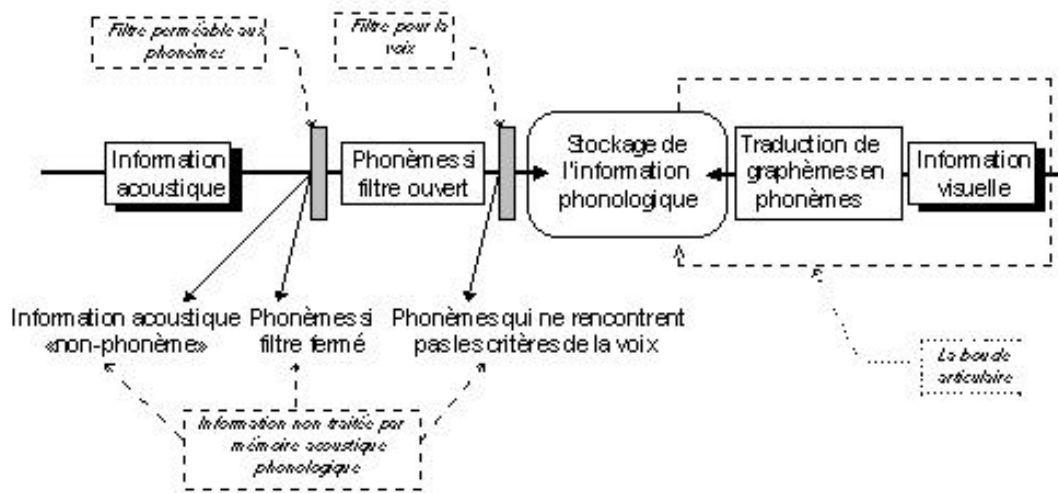 Filtre perméable aux
phonèmes
Filtre pour la
voix
Information
acoustique
Phonèmes si
filtre ouvert
Stockage de
l'information
phonologique
Traduction de
graphèmes en
phonèmes
Information
visuelle
Information acoustique
«non-phonème»
Phonèmes si
filtre fermé
Phonèmes qui ne rencontrent
pas les critères de la voix
La boucle
articulaire
Information non traitée par
mémoire acoustique
phonologique